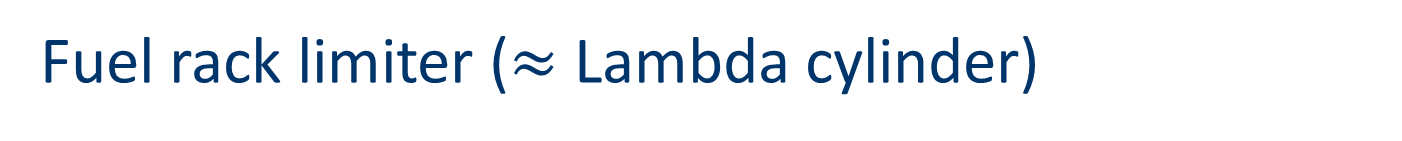 Fuel rack limiter (≈ Lambda cylinder)